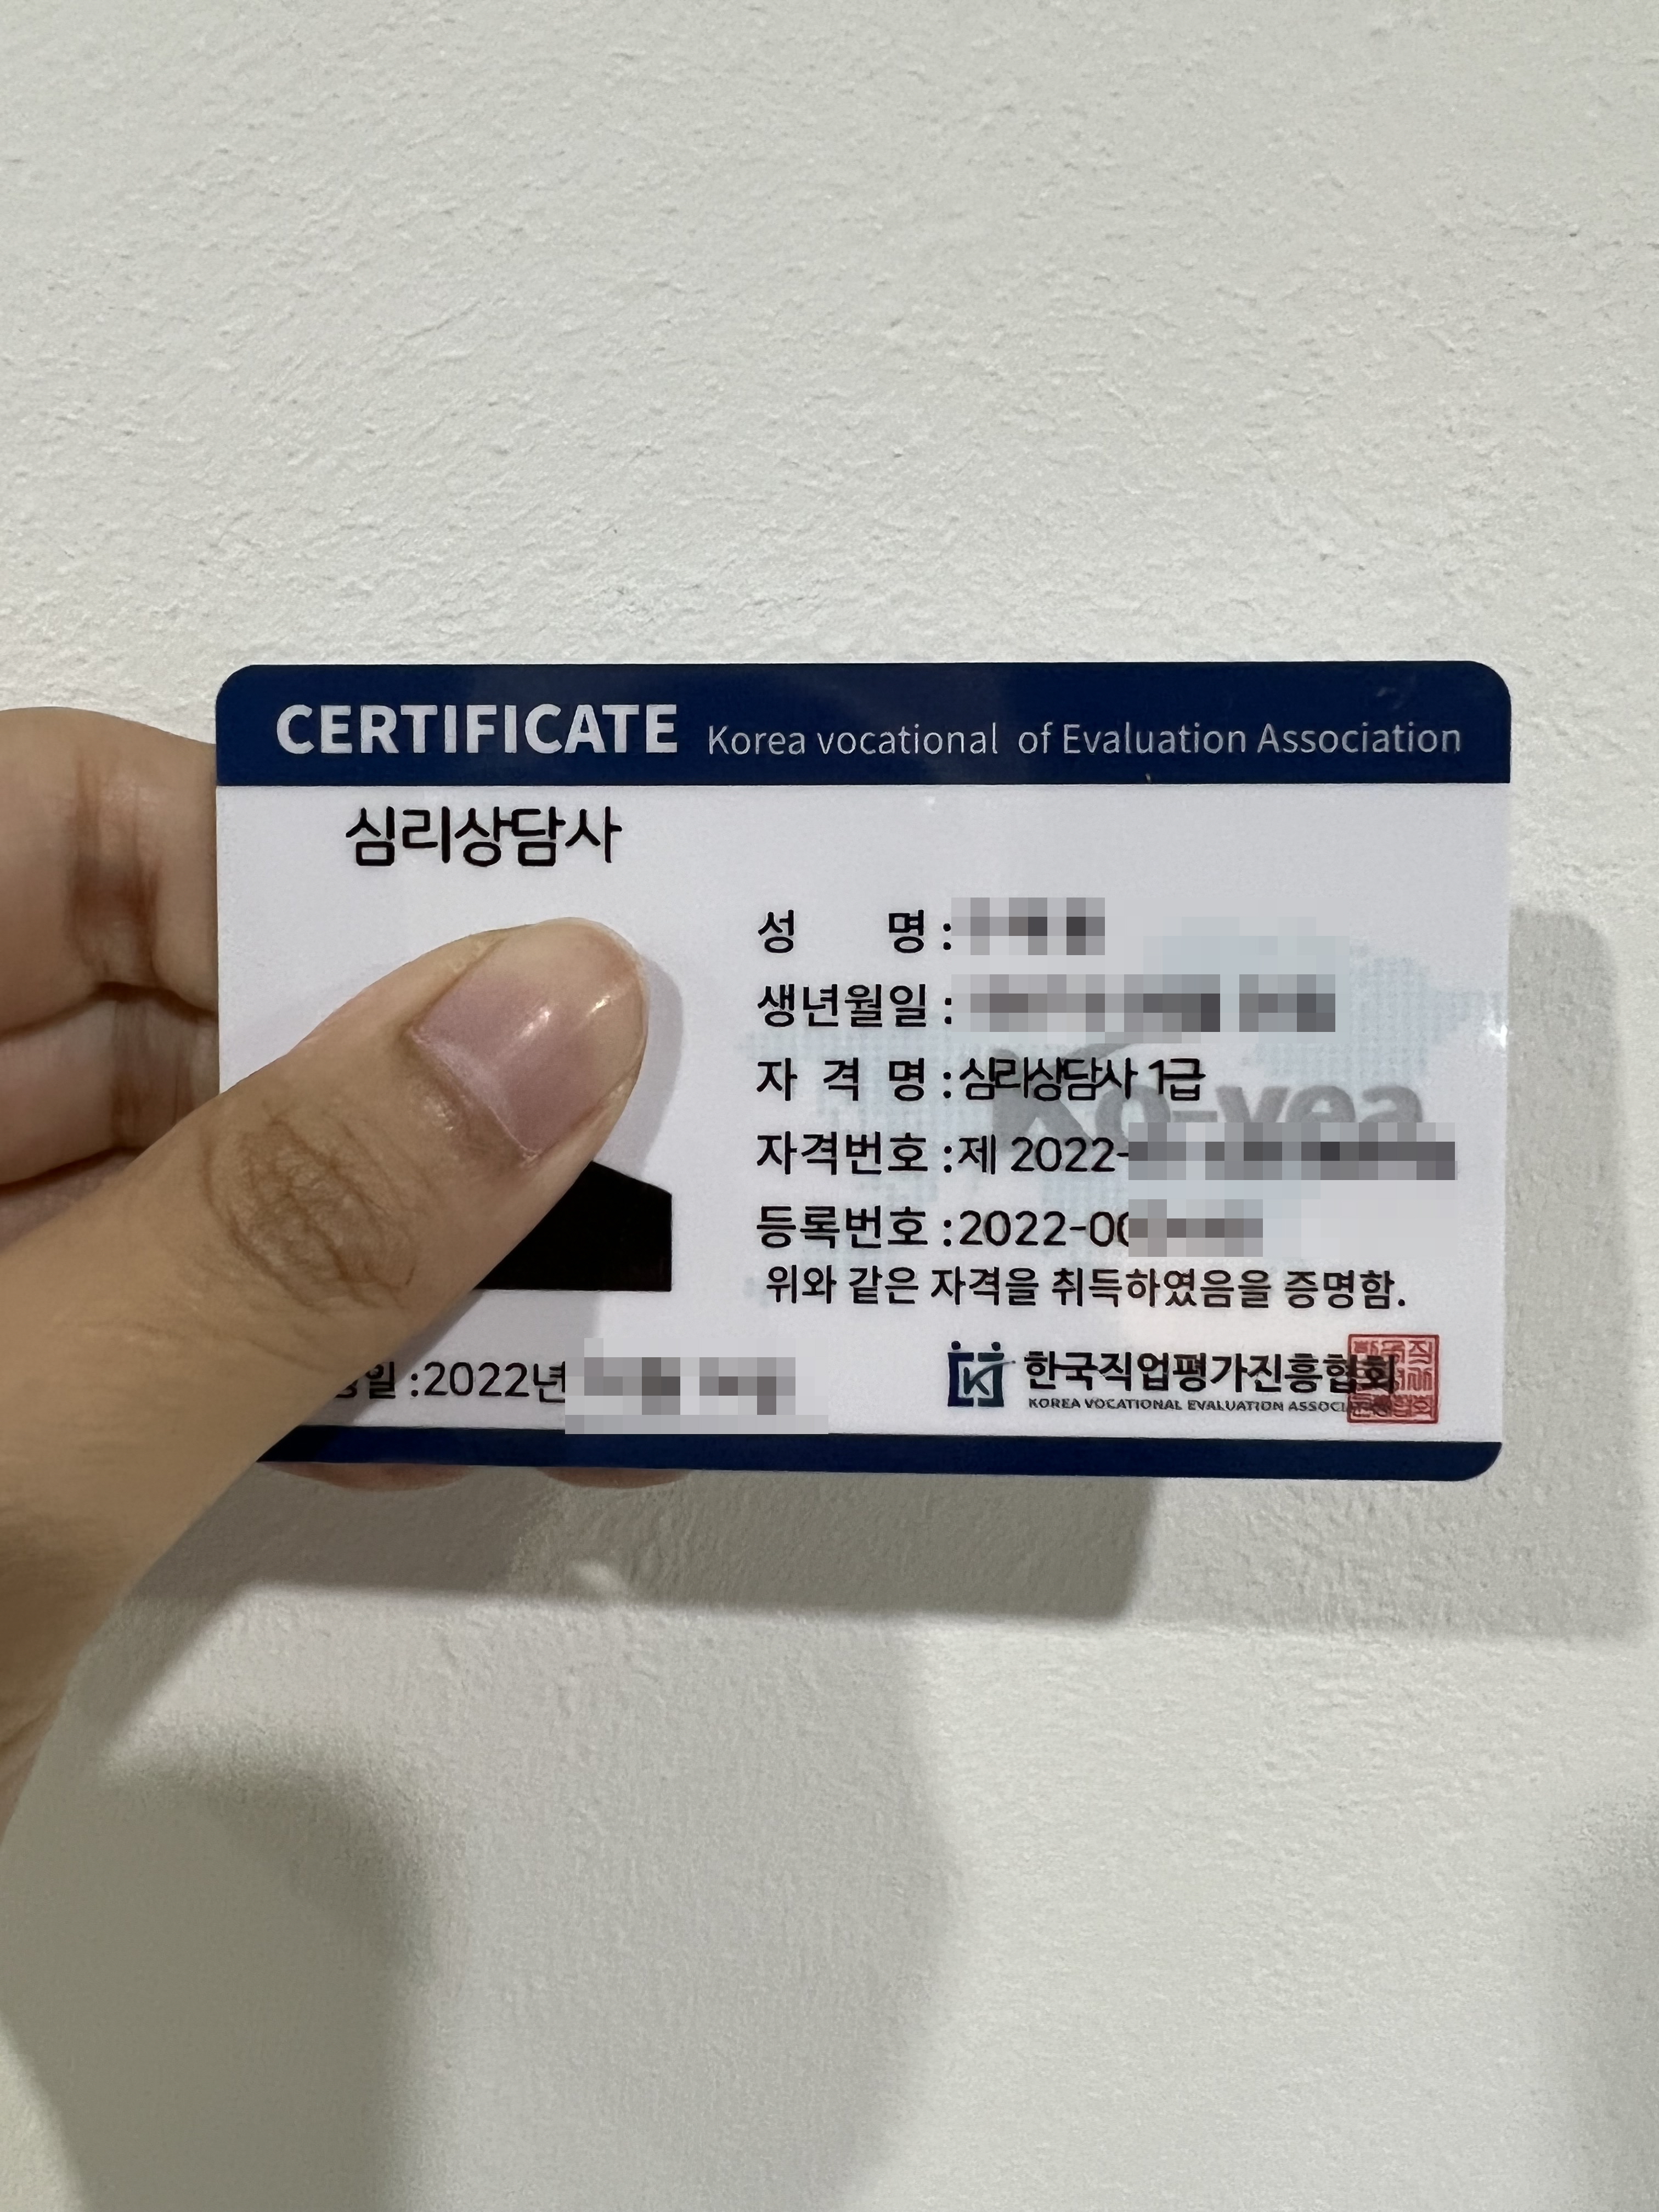 CERTIFICATE Korea vocational of Evaluation Association
심리상담사
성 명 :
생년월일 :
자 격 명 : 심리상담사 1급
자격번호 : 제 2022-
등록번호 : 2022-00
위와 같은 자격을 취득하였음을 증명함.
일 : 2022년
한국직업평가진흥협회
KOREA VOCATIONAL EVALUATION
Ko-vea